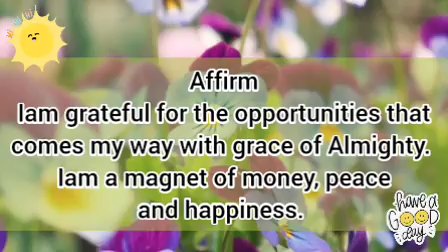 Affirm
Iam grateful for the opportunities that
comes my way with grace of Almighty.
Iam a magnet of money, peace
and happiness.
have a
GOOD
day